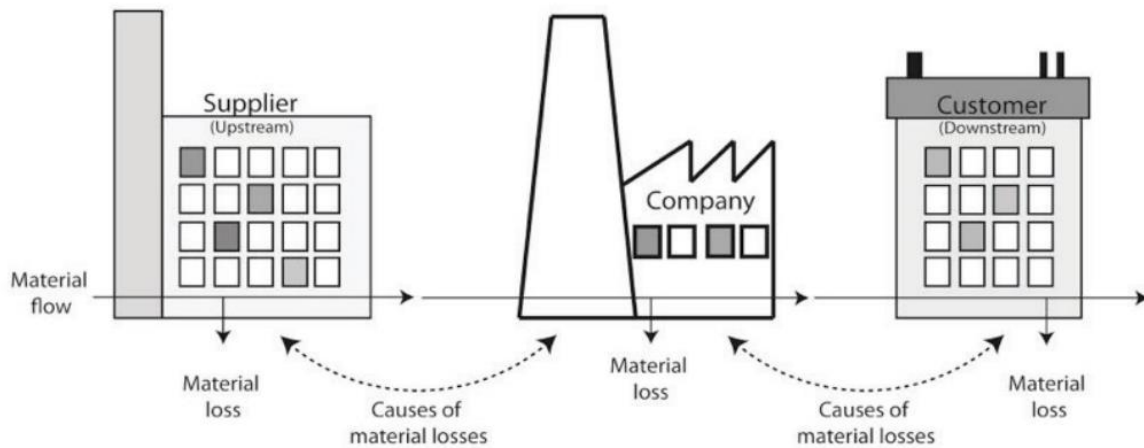 Supplier
(Upstream)
Company
Customer
(Downstream)
Material
flow
Material
loss
Causes of
material losses
Material
loss
Causes of
material losses
Material
loss